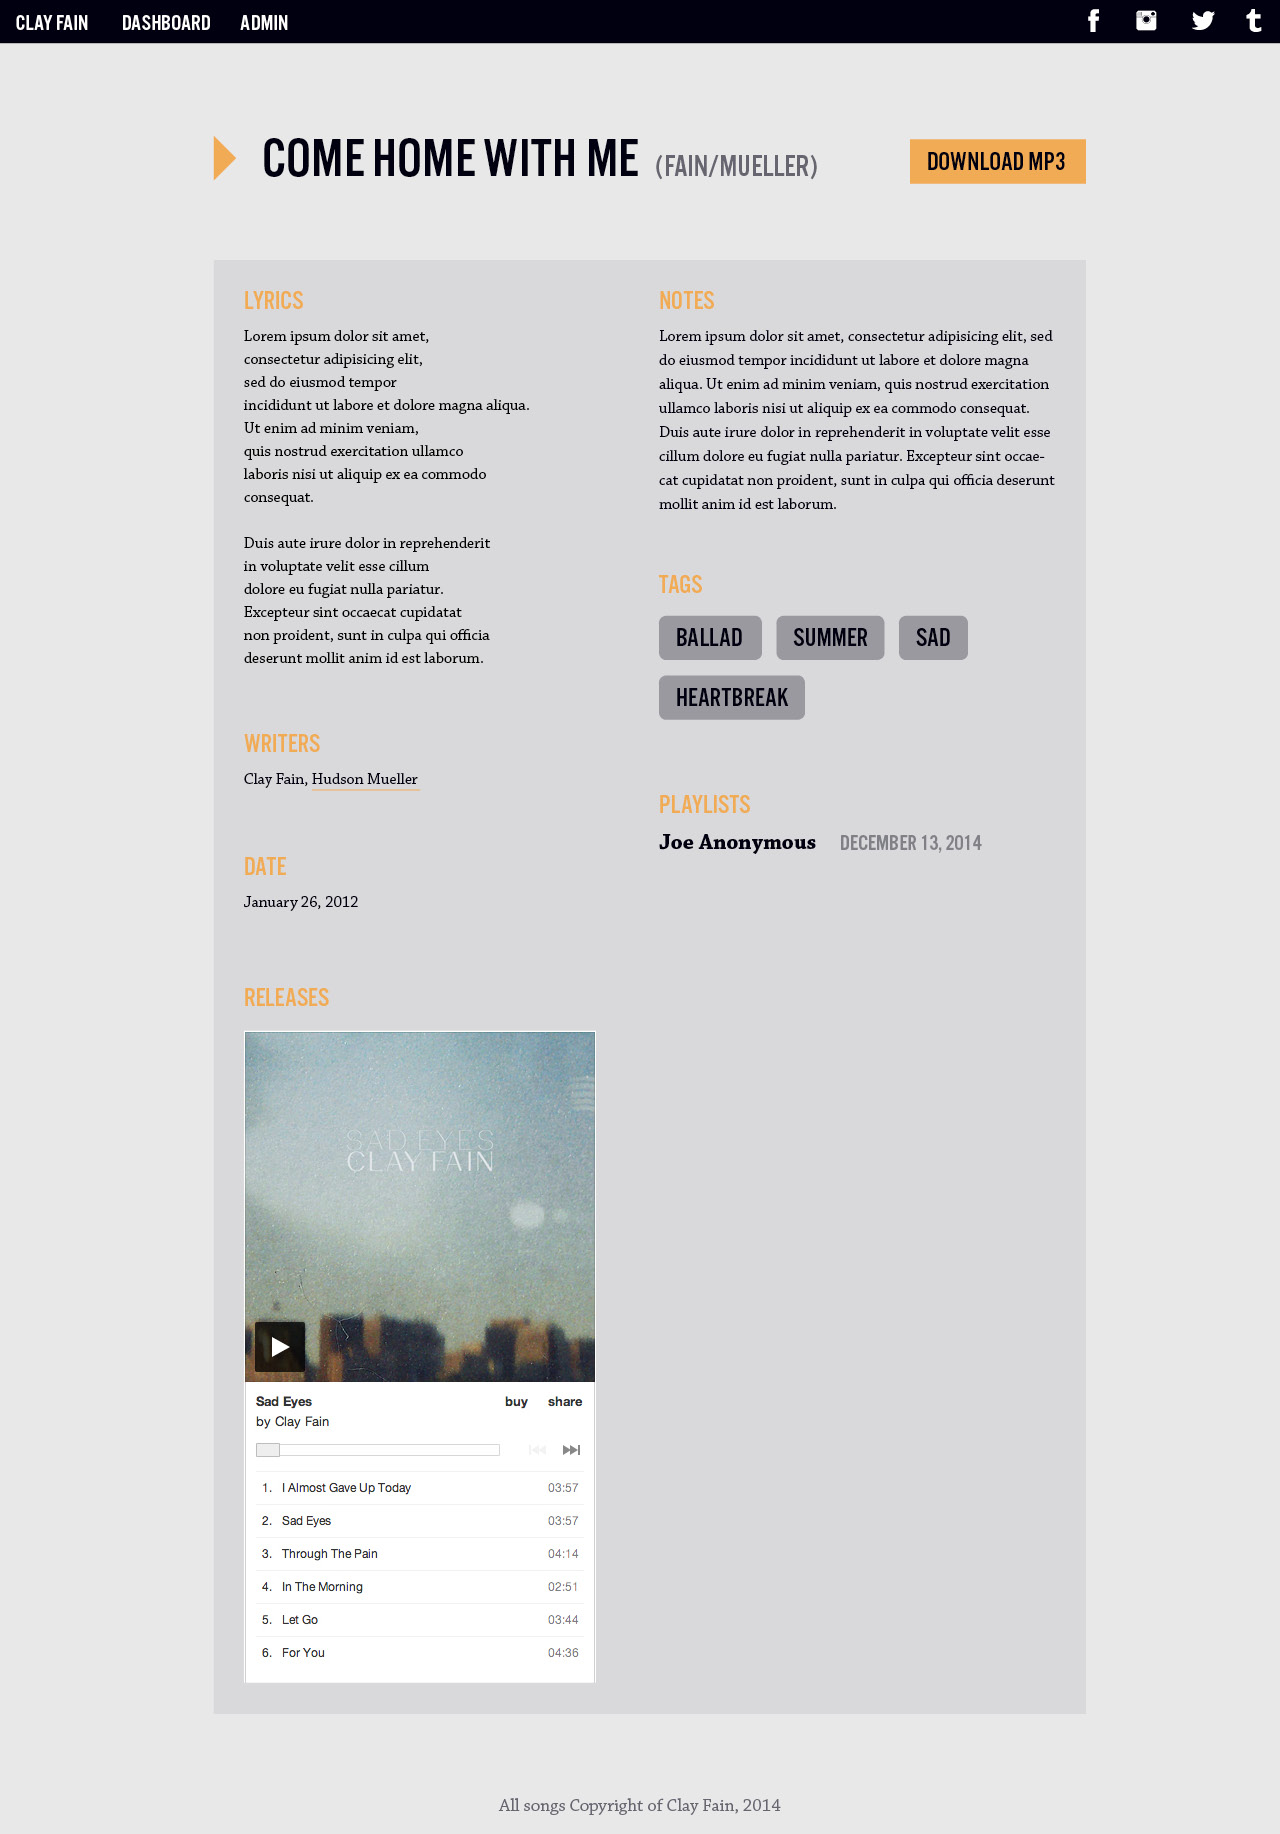 CLAY FAIN DASHBOARD ADMIN
COME HOME WITH ME (FAIN/MUELLER) DOWNLOAD MP3
LYRICS
Lorem ipsum dolor sit amet,
consectetur adipisicing elit,
sed do eiusmod tempor
incididunt ut labore et dolore magna aliqua.
Ut enim ad minim veniam,
quis nostrud exercitation ullamco
laboris nisi ut aliquip ex ea commodo
consequat.
Duis aute irure dolor in reprehenderit
in voluptate velit esse cillum
dolore eu fugiat nulla pariatur.
Excepteur sint occaecat cupidatat
non proident, sunt in culpa qui officia
deserunt mollit anim id est laborum.
WRITERS
Clay Fain, Hudson Mueller
DATE
January 26, 2012
RELEASES
SAD EYES
CLAY FAIN
Sad Eyes buy share
by Clay Fain
1. I Almost Gave Up Today 03:57
2. Sad Eyes 03:57
3. Through The Pain 04:14
4. In The Morning 02:51
5. Let Go 03:44
6. For You 04:36
NOTES
Lorem ipsum dolor sit amet, consectetur adipisicing elit, sed
do eiusmod tempor incididunt ut labore et dolore magna
aliqua. Ut enim ad minim veniam, quis nostrud exercitation
ullamco laboris nisi ut aliquip ex ea commodo consequat.
Duis aute irure dolor in reprehenderit in voluptate velit esse
cillum dolore eu fugiat nulla pariatur. Excepteur sint occae-
cat cupidatat non proident, sunt in culpa qui officia deserunt
mollit anim id est laborum.
TAGS
BALLAD SUMMER SAD
HEARTBREAK
PLAYLISTS
Joe Anonymous DECEMBER 13, 2014
All songs Copyright of Clay Fain, 2014